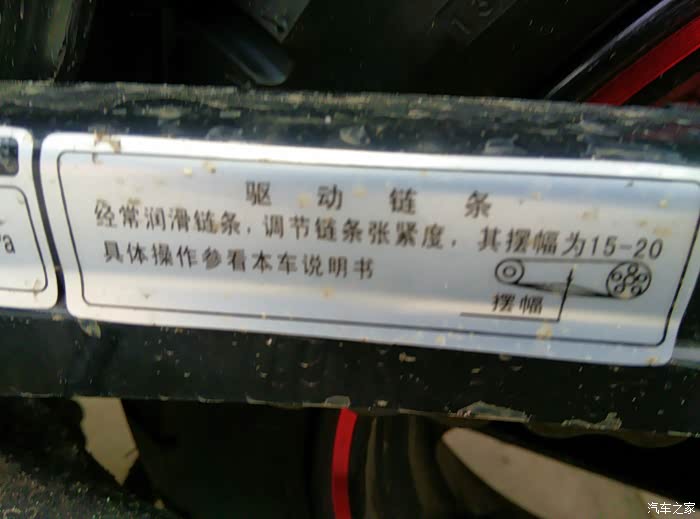 驱动链条
经常润滑链条,调节链条张紧度,其摆幅为15-20
具体操作参看本车说明书
摆幅
汽车之家